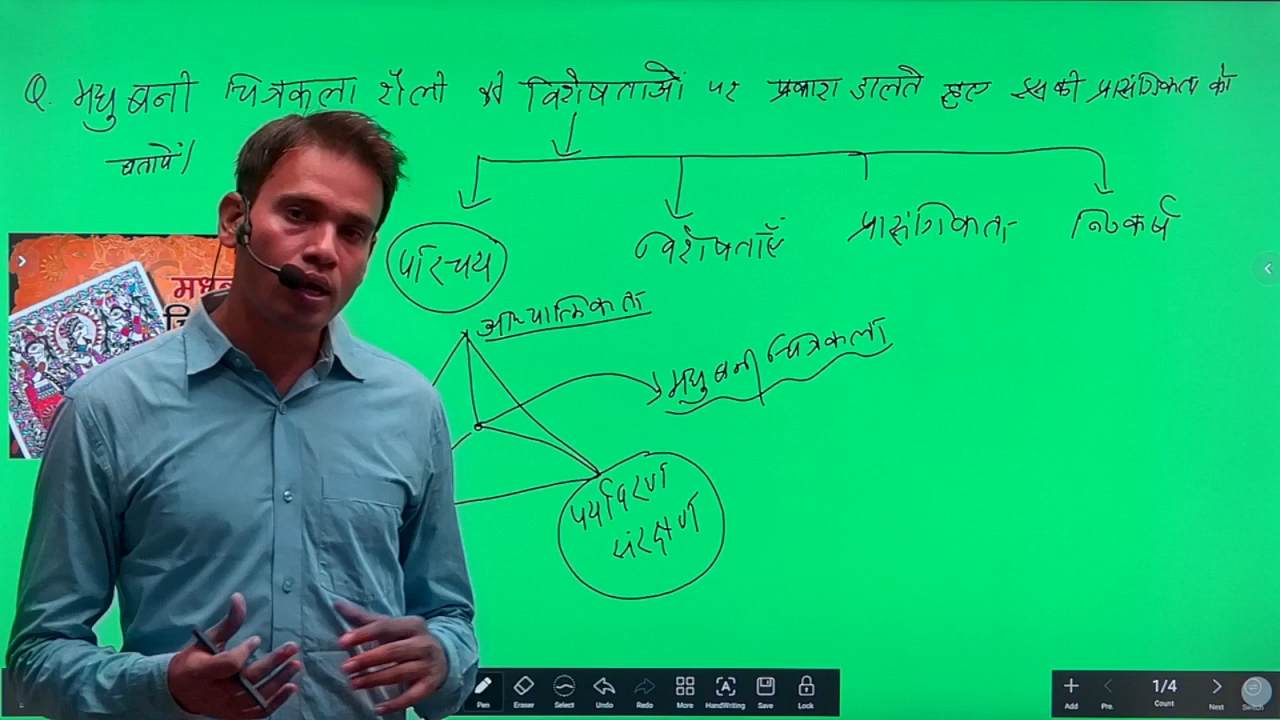 Q. मधुबनी चित्रकला शैली की विशेषताओं पर प्रकाश डालते हुए इसकी प्रासंगिकता को
बतायें।
परिचय
विशेषताएँ
प्रासंगिकता
निष्कर्ष
आध्यात्मिकता
मधुबनी चित्रकला
पर्यावरण
संरक्षण
Pen
Eraser
Select
Undo
Redo
More
HandWriting
Save
Lock
Add
Pre.
1/4
Count
Next
Switch